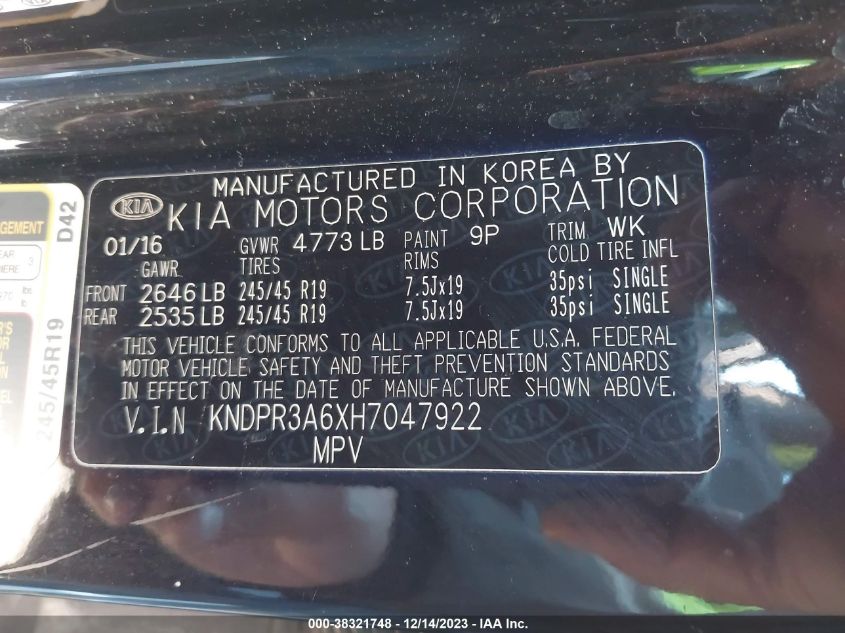 MANUFACTURED IN KOREA BY
KIA KIA MOTORS CORPORATION
01/16 GVWR 4773 LB PAINT 9P TRIM WK
GAWR TIRES RIMS COLD TIRE INFL
FRONT 2646 LB 245/45 R19 7.5Jx19 35psi SINGLE
REAR 2535 LB 245/45 R19 7.5Jx19 35psi SINGLE
THIS VEHICLE CONFORMS TO ALL APPLICABLE U.S.A. FEDERAL
MOTOR VEHICLE SAFETY AND THEFT PREVENTION STANDARDS
IN EFFECT ON THE DATE OF MANUFACTURE SHOWN ABOVE.
V.I.N KNDPR3A6XH7047922
MPV
D42
245/45R19
000-38321748 - 12/14/2023 - IAA Inc.